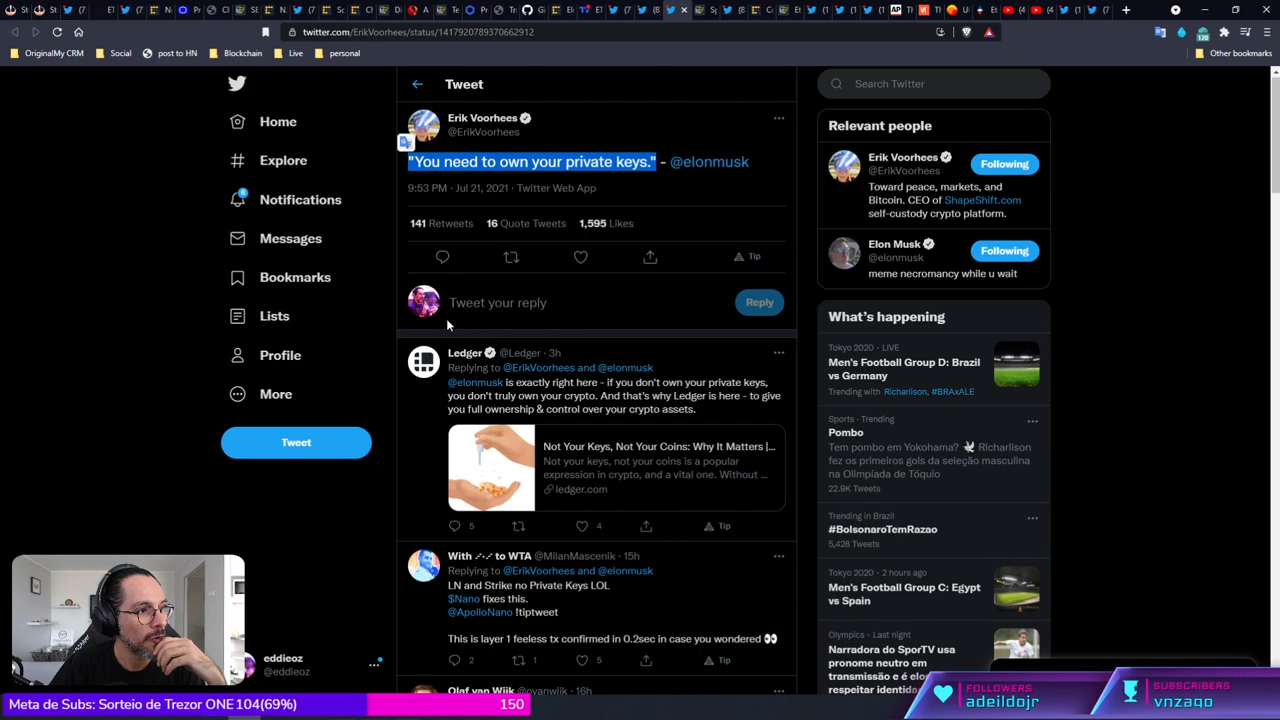 twitter.com/ErikVoorhees/status/1417920789370662912
120
OriginalMy CRM
Social
post to HN
Blockchain
Live
personal
Other bookmarks
Home
Explore
8
Notifications
Messages
Bookmarks
Lists
Profile
More
Tweet
eddieoz
@eddieoz
Tweet
Erik Voorhees
@ErikVoorhees
"You need to own your private keys." - @elonmusk
9:53 PM · Jul 21, 2021 · Twitter Web App
141 Retweets 16 Quote Tweets 1,595 Likes
Tip
Tweet your reply
Reply
Ledger @Ledger · 3h
Replying to @ErikVoorhees and @elonmusk
@elonmusk is exactly right here - if you don't own your private keys,
you don't truly own your crypto. And that's why Ledger is here - to give
you full ownership & control over your crypto assets.
Not Your Keys, Not Your Coins: Why It Matters |...
Not your keys, not your coins is a popular
expression in crypto, and a vital one. Without ...
ledger.com
5 4 Tip
With to WTA @MilanMascenik · 15h
Replying to @ErikVoorhees and @elonmusk
LN and Strike no Private Keys LOL
$Nano fixes this.
@ApolloNano !tiptweet
This is layer 1 feeless tx confirmed in 0.2sec in case you wondered 👀
2 1 5 Tip
Olaf van Wijk @ovanwijk · 16h
Search Twitter
Relevant people
Erik Voorhees
@ErikVoorhees
Following
Toward peace, markets, and
Bitcoin. CEO of ShapeShift.com
self-custody crypto platform.
Elon Musk
@elonmusk
Following
meme necromancy while u wait
What's happening
Tokyo 2020 · LIVE
Men's Football Group D: Brazil
vs Germany
Trending with Richarlison, #BRAxALE
Sports · Trending
Pombo
Tem pombo em Yokohama? 🕊 Richarlison
fez os primeiros gols da seleção masculina
na Olimpíada de Tóquio
22.9K Tweets
Trending in Brazil
#BolsonaroTemRazao
5,428 Tweets
Tokyo 2020 · 2 hours ago
Men's Football Group C: Egypt
vs Spain
Olympics · Last night
Narradora do SporTV usa
pronome neutro em
transmissão e é elo
respeitar identidad
Meta de Subs: Sorteio de Trezor ONE 104(69%)
150
FOLLOWERS
adeildojr
SUBSCRIBERS
vnzago